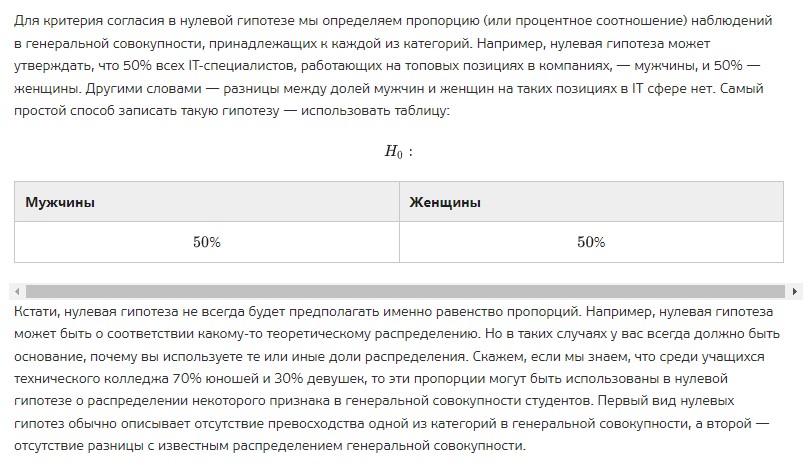 Для критерия согласия в нулевой гипотезе мы определяем пропорцию (или процентное соотношение) наблюдений
в генеральной совокупности, принадлежащих к каждой из категорий. Например, нулевая гипотеза может
утверждать, что 50% всех IT-специалистов, работающих на топовых позициях в компаниях, — мужчины, и 50% —
женщины. Другими словами — разницы между долей мужчин и женщин на таких позициях в IT сфере нет. Самый
простой способ записать такую гипотезу — использовать таблицу:
H₀ :
Мужчины Женщины
50% 50%
Кстати, нулевая гипотеза не всегда будет предполагать именно равенство пропорций. Например, нулевая гипотеза
может быть о соответствии какому-то теоретическому распределению. Но в таких случаях у вас всегда должно быть
основание, почему вы используете те или иные доли распределения. Скажем, если мы знаем, что среди учащихся
технического колледжа 70% юношей и 30% девушек, то эти пропорции могут быть использованы в нулевой
гипотезе о распределении некоторого признака в генеральной совокупности студентов. Первый вид нулевых
гипотез обычно описывает отсутствие превосходства одной из категорий в генеральной совокупности, а второй —
отсутствие разницы с известным распределением генеральной совокупности.